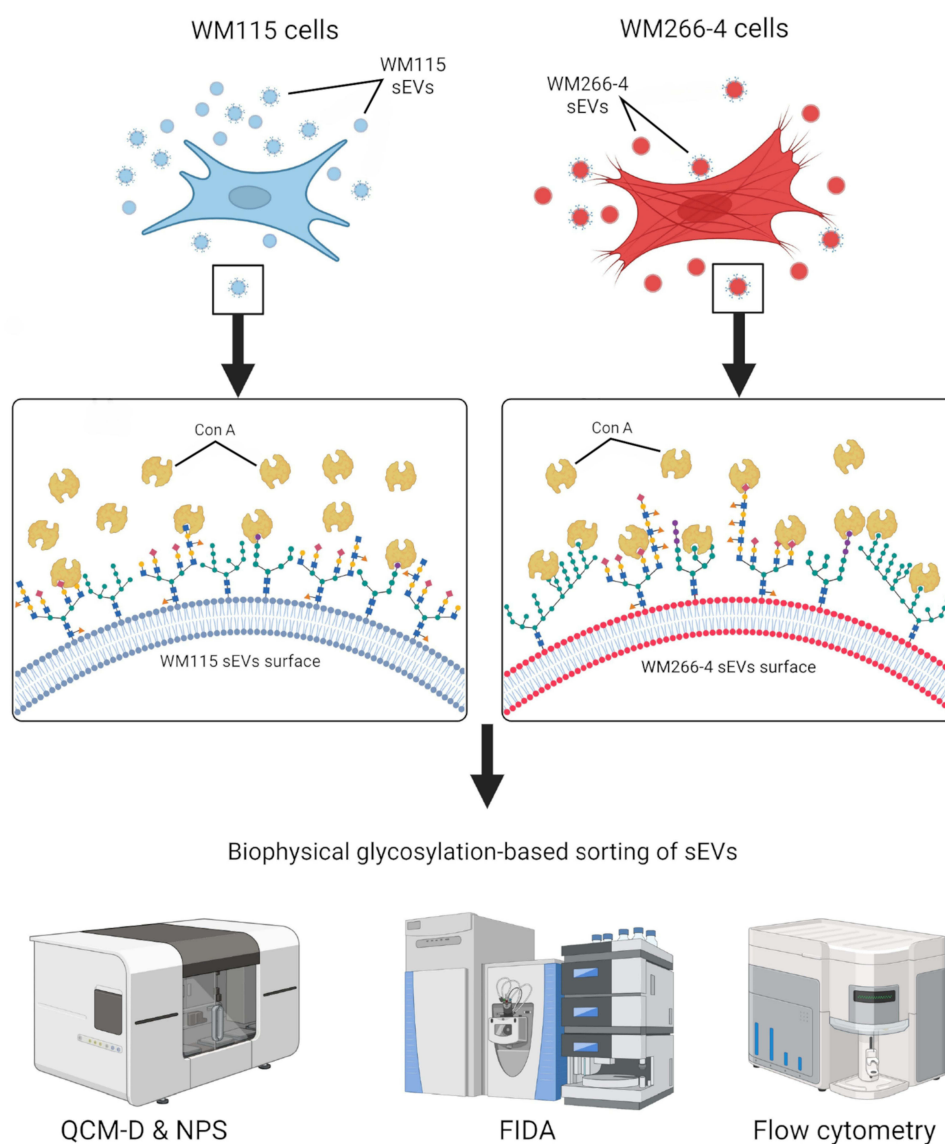 WM115 cells
WM266-4 cells
WM115
sEVs
WM266-4
sEVs
Con A
Con A
WM115 sEVs surface
WM266-4 sEVs surface
Biophysical glycosylation-based sorting of sEVs
QCM-D & NPS
FIDA
Flow cytometry